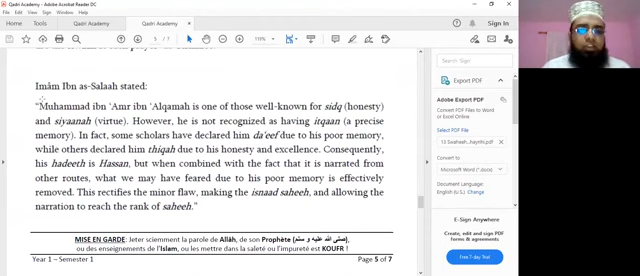 Qadri Academy - Adobe Acrobat Reader DC
File Edit View Sign Window Help
Home
Tools
Qadri Academy
Qadri Academy
Qadri Academy
Sign In
5 / 7
119%
Imâm Ibn as-Salaah stated:
“Muhammad ibn ‘Amr ibn ‘Alqamah is one of those well-known for sidq (honesty)
and siyaanah (virtue). However, he is not recognized as having itqaan (a precise
memory). In fact, some scholars have declared him da‘eef due to his poor memory,
while others declared him thiqah due to his honesty and excellence. Consequently,
his hadeeth is Hassan, but when combined with the fact that it is narrated from
other routes, what we may have feared due to his poor memory is effectively
removed. This rectifies the minor flaw, making the isnaad saheeh, and allowing the
narration to reach the rank of saheeh.”
MISE EN GARDE: Jeter sciemment la parole de Allâh, de son Prophète (صلى الله عليه و سلم),
ou des enseignements de l'Islam, ou les mettre dans la saleté ou l'impureté est KOUFR !
Year 1 – Semester 1
Page 5 of 7
Search
Export PDF
Adobe Export PDF
Convert PDF Files to Word or Excel Online
Select PDF File
Convert to
Microsoft Word (*.docx)
Document Language:
English (U.S.) Change
E-Sign Anywhere
Create, edit and sign PDF
forms & agreements
Free 7-Day Trial